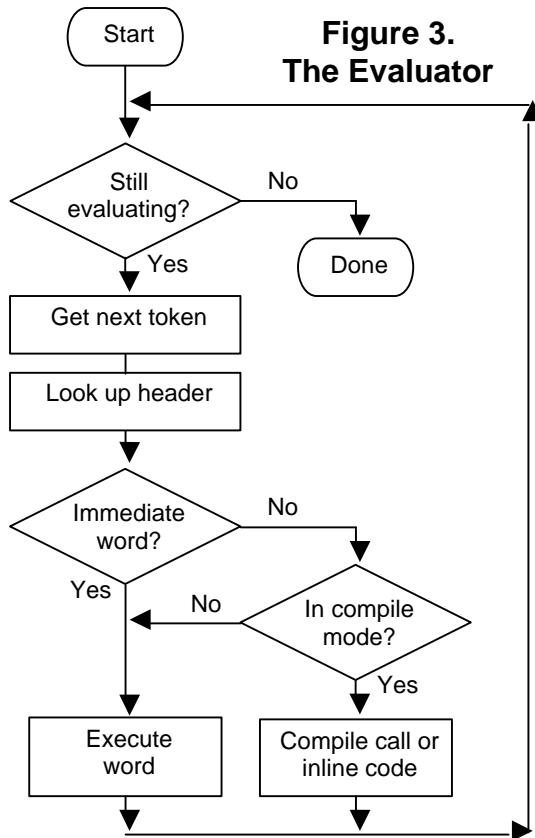 Start
Figure 3.
The Evaluator
Still
evaluating?
No
Yes
Done
Get next token
Look up header
Immediate
word?
No
Yes
No
In compile
mode?
Yes
Execute
word
Compile call or
inline code